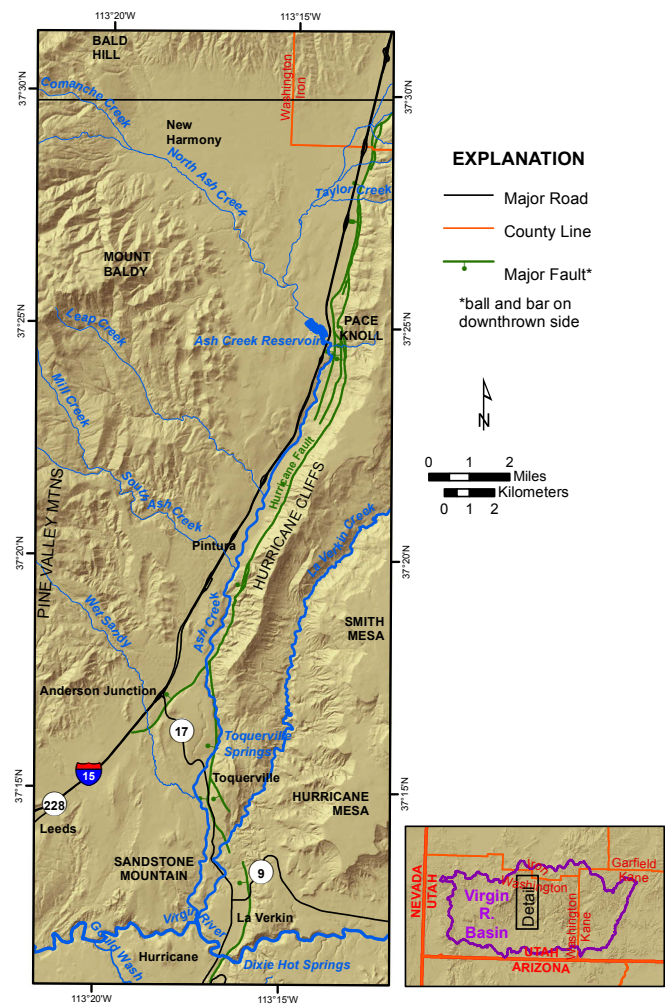 113°20'W
113°15'W
BALD
HILL
37°30'N
37°30'N
Comanche Creek
Washington
Iron
New
Harmony
North Ash Creek
Taylor Creek
MOUNT
BALDY
37°25'N
37°25'N
Leap Creek
Ash Creek Reservoir
PACE
KNOLL
Mill Creek
Hurricane Fault
HURRICANE CLIFFS
South Ash Creek
PINE VALLEY MTNS
Pintura
La Verkin Creek
37°20'N
37°20'N
Wet Sandy
Ash Creek
SMITH
MESA
Anderson Junction
17
Toquerville
Springs
15
Toquerville
37°15'N
37°15'N
228
Leeds
HURRICANE
MESA
SANDSTONE
MOUNTAIN
9
Virgin River
La Verkin
Gould Wash
Hurricane
Dixie Hot Springs
113°20'W
113°15'W
EXPLANATION
Major Road
County Line
Major Fault*
*ball and bar on
downthrown side
N
0 1 2
Miles
Kilometers
0 1 2
NEVADA
UTAH
Iron
Washington
Garfield
Kane
Virgin
R.
Basin
Detail
Washington
Kane
UTAH
ARIZONA